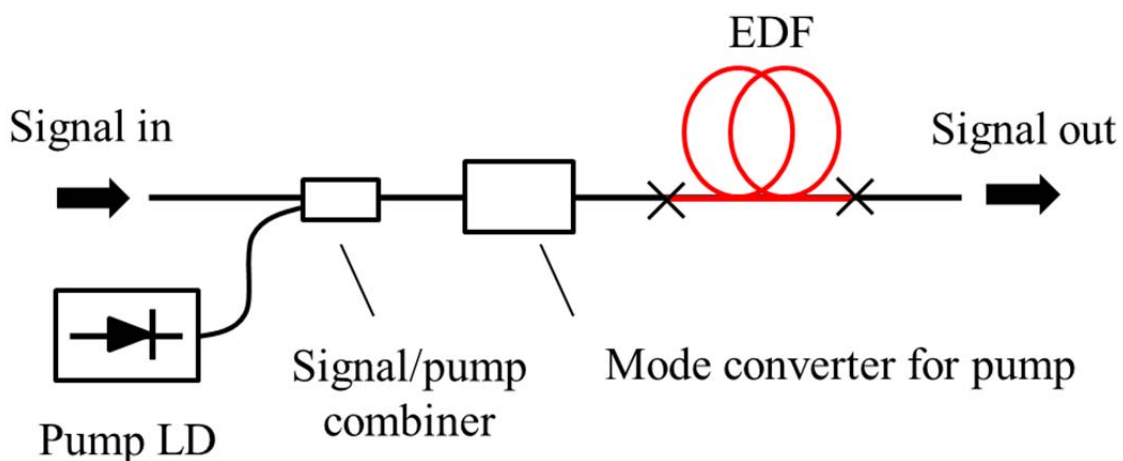 EDF
Signal in
Signal out
Signal/pump
combiner
Mode converter for pump
Pump LD